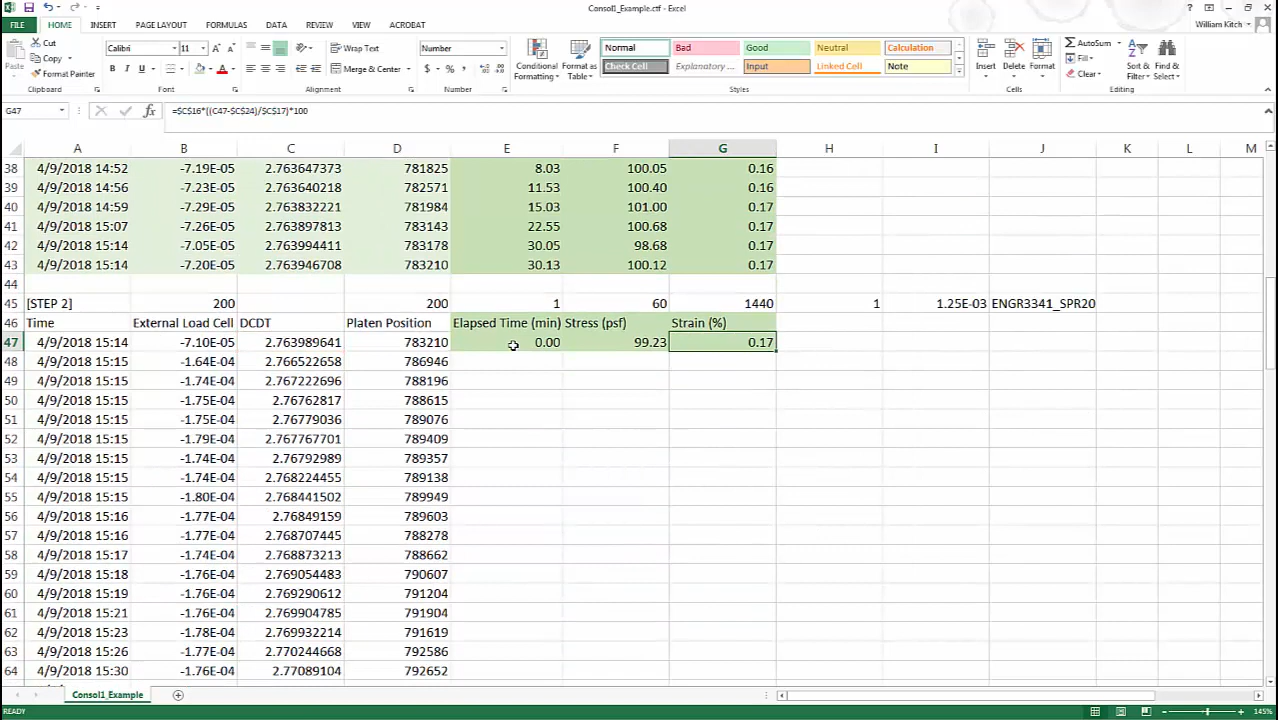 Consol1_Example.ctf - Excel
William Kitch
FILE HOME INSERT PAGE LAYOUT FORMULAS DATA REVIEW VIEW ACROBAT
Cut
Copy
Format Painter
Paste
Clipboard
Calibri 11
B I U
Font
Wrap Text
Merge & Center
Alignment
Number
$ % ,
Number
Conditional Formatting
Format as Table
Normal Bad Good Neutral Calculation
Check Cell Explanatory ... Input Linked Cell Note
Styles
Insert Delete Format
Cells
AutoSum
Fill
Clear
Sort & Filter
Find & Select
Editing
G47 fx =$C$16*((C47-$C$24)/$C$17)*100
A B C D E F G H I J K L M
38 4/9/2018 14:52 -7.19E-05 2.763647373 781825 8.03 100.05 0.16
39 4/9/2018 14:56 -7.23E-05 2.763640218 782571 11.53 100.40 0.16
40 4/9/2018 14:59 -7.29E-05 2.763832221 781984 15.03 101.00 0.17
41 4/9/2018 15:07 -7.26E-05 2.763897813 783143 22.55 100.68 0.17
42 4/9/2018 15:14 -7.05E-05 2.763994411 783178 30.05 98.68 0.17
43 4/9/2018 15:14 -7.20E-05 2.763946708 783210 30.13 100.12 0.17
44
45 [STEP 2] 200 200 1 60 1440 1 1.25E-03 ENGR3341_SPR20
46 Time External Load Cell DCDT Platen Position Elapsed Time (min) Stress (psf) Strain (%)
47 4/9/2018 15:14 -7.10E-05 2.763989641 783210 0.00 99.23 0.17
48 4/9/2018 15:15 -1.64E-04 2.766522658 786946
49 4/9/2018 15:15 -1.74E-04 2.767222696 788196
50 4/9/2018 15:15 -1.75E-04 2.76762817 788615
51 4/9/2018 15:15 -1.75E-04 2.76779036 789076
52 4/9/2018 15:15 -1.79E-04 2.767767701 789409
53 4/9/2018 15:15 -1.74E-04 2.76792989 789357
54 4/9/2018 15:15 -1.74E-04 2.768224455 789138
55 4/9/2018 15:15 -1.80E-04 2.768441502 789949
56 4/9/2018 15:16 -1.77E-04 2.76849159 789603
57 4/9/2018 15:16 -1.77E-04 2.768707445 788278
58 4/9/2018 15:17 -1.74E-04 2.768873213 788662
59 4/9/2018 15:18 -1.76E-04 2.769054483 790607
60 4/9/2018 15:19 -1.76E-04 2.769290612 791204
61 4/9/2018 15:21 -1.76E-04 2.769904785 791904
62 4/9/2018 15:23 -1.78E-04 2.769932214 791619
63 4/9/2018 15:26 -1.77E-04 2.770244668 792586
64 4/9/2018 15:30 -1.76E-04 2.77089104 792652
Consol1_Example
READY 145%